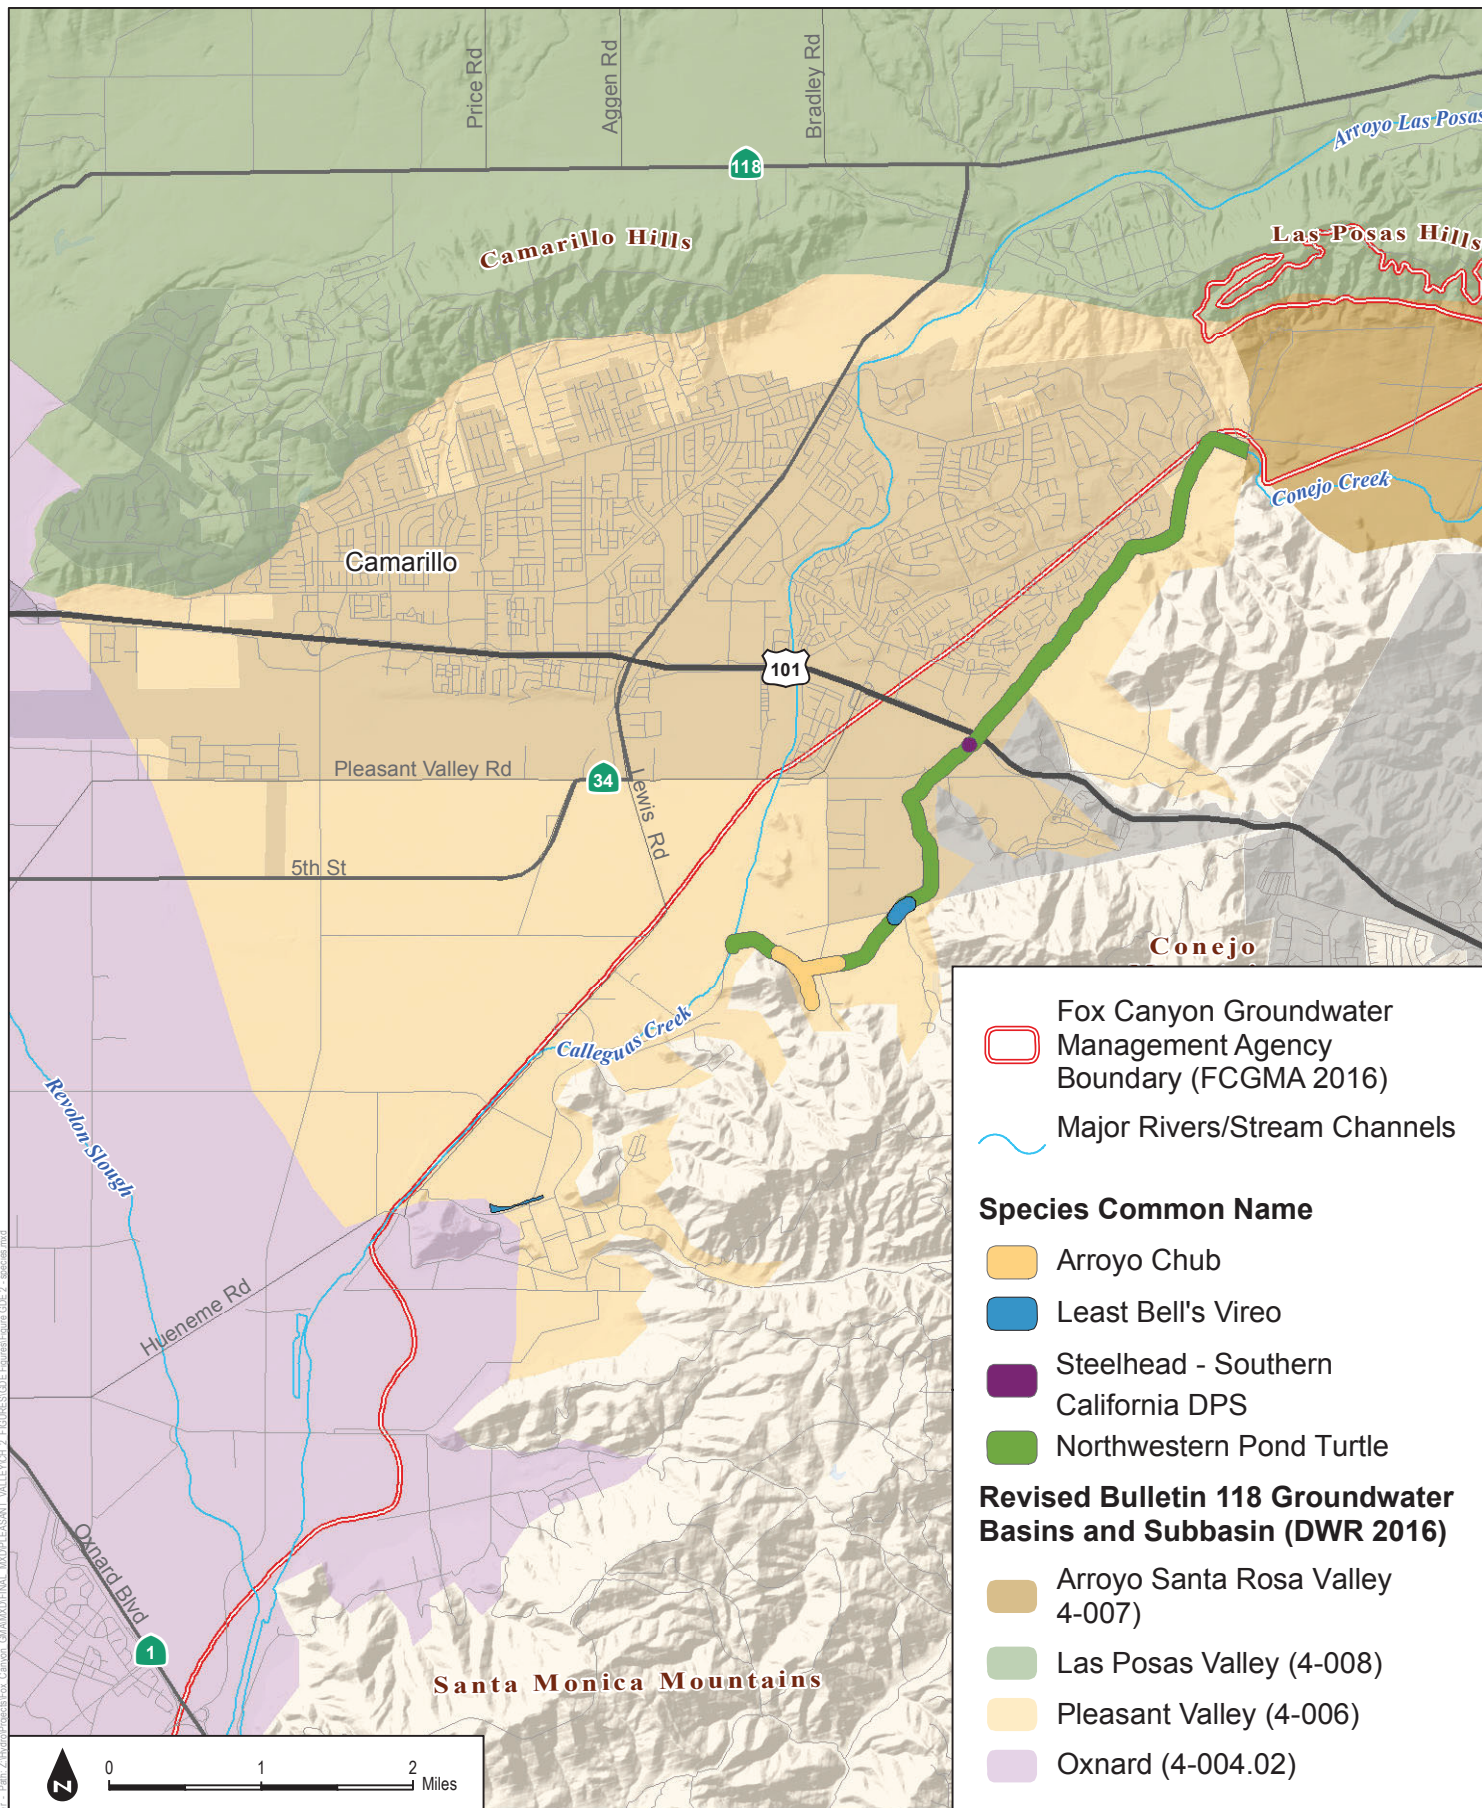 Price Rd
Aggen Rd
Bradley Rd
Arroyo Las Posas
118
Camarillo Hills
Las Posas Hills
Conejo Creek
Camarillo
101
Pleasant Valley Rd
34
Lewis Rd
5th St
Conejo
Calleguas Creek
Revolon Slough
Hueneme Rd
Oxnard Blvd
1
Santa Monica Mountains
Fox Canyon Groundwater
Management Agency
Boundary (FCGMA 2016)
Major Rivers/Stream Channels
Species Common Name
Arroyo Chub
Least Bell's Vireo
Steelhead - Southern
California DPS
Northwestern Pond Turtle
Revised Bulletin 118 Groundwater
Basins and Subbasin (DWR 2016)
Arroyo Santa Rosa Valley
4-007)
Las Posas Valley (4-008)
Pleasant Valley (4-006)
Oxnard (4-004.02)
N
0 1 2
Miles